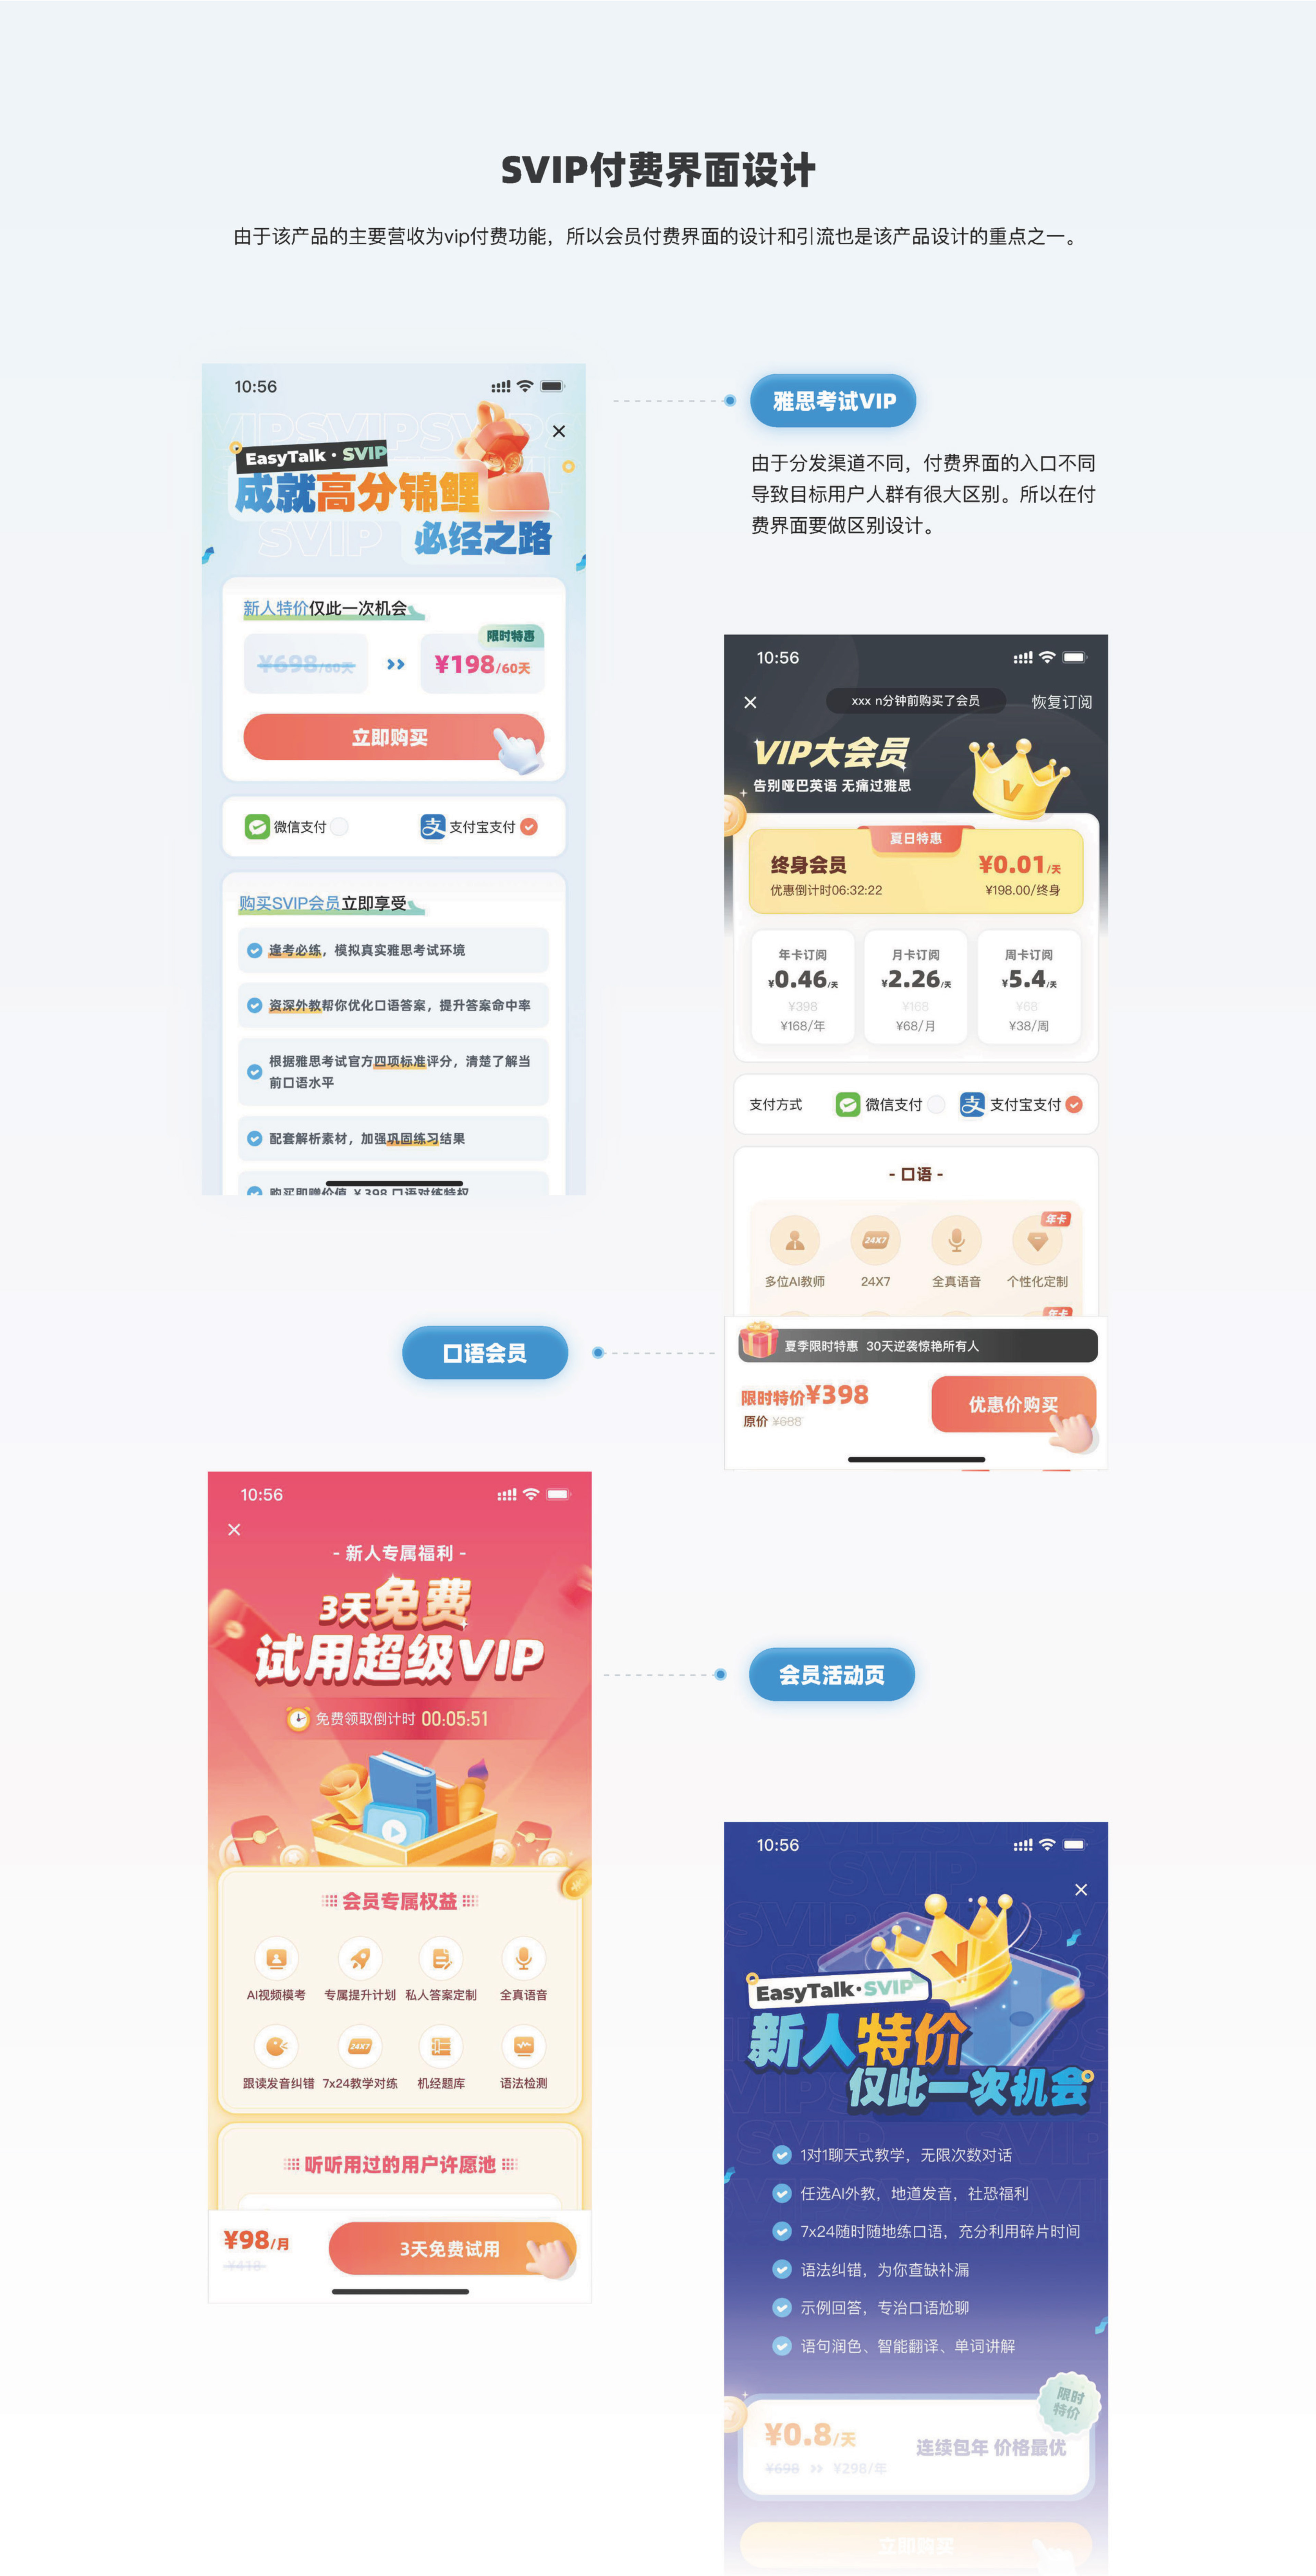 SVIP付费界面设计
由于该产品的主要营收为vip付费功能，所以会员付费界面的设计和引流也是该产品设计的重点之一。
10:56
VIPSVIPSVIPS
EasyTalk · SVIP
成就高分锦鲤
SVIP
必经之路
新人特价仅此一次机会
限时特惠
¥698/60天
¥198/60天
立即购买
微信支付
支付宝支付
购买SVIP会员立即享受
逢考必练，模拟真实雅思考试环境
资深外教帮你优化口语答案，提升答案命中率
根据雅思考试官方四项标准评分，清楚了解当
前口语水平
配套解析素材，加强巩固练习结果
购买即赠价值 ¥398 口语对练特权
雅思考试VIP
由于分发渠道不同，付费界面的入口不同
导致目标用户人群有很大区别。所以在付
费界面要做区别设计。
10:56
xxx n分钟前购买了会员
恢复订阅
VIP大会员
告别哑巴英语 无痛过雅思
V
夏日特惠
终身会员
¥0.01/天
优惠倒计时06:32:22
¥198.00/终身
年卡订阅
月卡订阅
周卡订阅
¥0.46/天
¥2.26/天
¥5.4/天
¥398
¥168
¥68
¥168/年
¥68/月
¥38/周
支付方式
微信支付
支付宝支付
- 口语 -
年卡
24X7
多位AI教师
24X7
全真语音
个性化定制
年卡
夏季限时特惠 30天逆袭惊艳所有人
限时特价¥398
原价 ¥688
优惠价购买
口语会员
10:56
- 新人专属福利 -
3天免费
试用超级VIP
免费领取倒计时 00:05:51
会员专属权益
AI视频模考
专属提升计划
私人答案定制
全真语音
24X7
跟读发音纠错
7x24教学对练
机经题库
语法检测
听听用过的用户许愿池
¥98/月
¥418
3天免费试用
会员活动页
10:56
SVIP
V
EasyTalk·SVIP
新人特价
仅此一次机会
1对1聊天式教学，无限次数对话
任选AI外教，地道发音，社恐福利
7x24随时随地练口语，充分利用碎片时间
语法纠错，为你查缺补漏
示例回答，专治口语尬聊
语句润色、智能翻译、单词讲解
限时
特价
¥0.8/天
连续包年 价格最优
¥698
¥298/年
立即购买